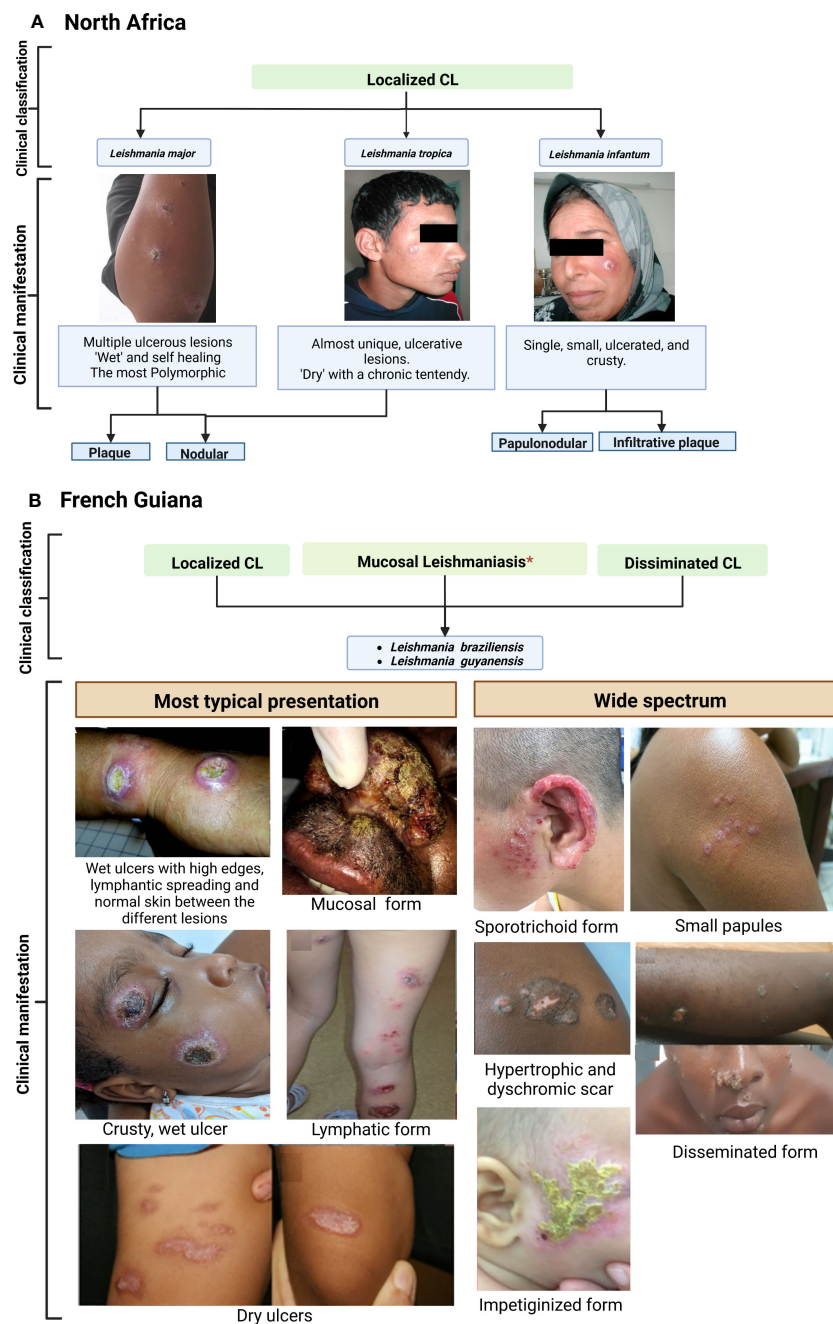 A North Africa
Clinical classification
Localized CL
Leishmania major
Leishmania tropica
Leishmania infantum
Clinical manifestation
Multiple ulcerous lesions
'Wet' and self healing
The most Polymorphic
Almost unique, ulcerative
lesions.
'Dry' with a chronic tentendy.
Single, small, ulcerated, and
crusty.
Plaque
Nodular
Papulonodular
Infiltrative plaque
B French Guiana
Clinical classification
Localized CL
Mucosal Leishmaniasis*
Dissiminated CL
• Leishmania braziliensis
• Leishmania guyanensis
Clinical manifestation
Most typical presentation
Wide spectrum
Wet ulcers with high edges,
lymphantic spreading and
normal skin between the
different lesions
Mucosal form
Sporotrichoid form
Small papules
Crusty, wet ulcer
Lymphatic form
Hypertrophic and
dyschromic scar
Disseminated form
Dry ulcers
Impetiginized form